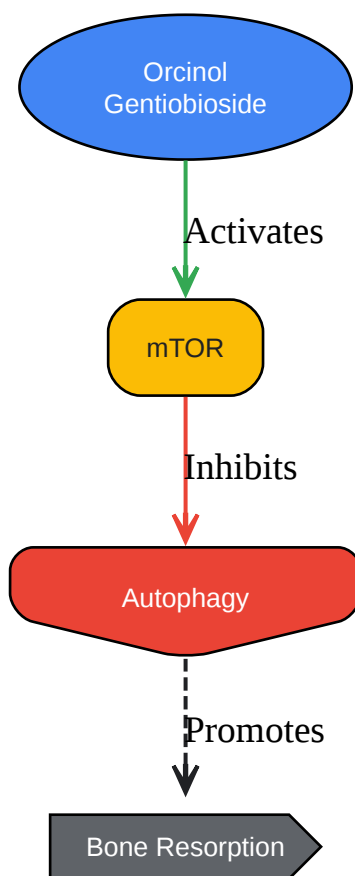 Orcinol
Gentiobioside
Activates
mTOR
Inhibits
Autophagy
Promotes
Bone Resorption